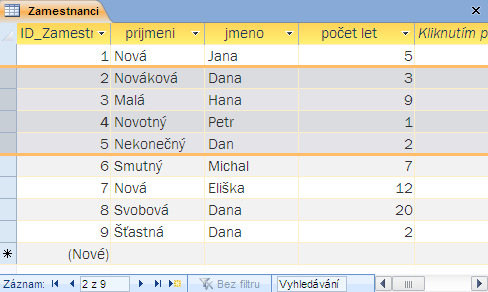 Zamestnanci
ID_Zamestr prijmeni jmeno počet let Kliknutím p
1 Nová Jana 5
2 Nováková Dana 3
3 Malá Hana 9
4 Novotný Petr 1
5 Nekonečný Dan 2
6 Smutný Michal 7
7 Nová Eliška 12
8 Svobová Dana 20
9 Šťastná Dana 2
(Nové)
Záznam: 2 z 9 Bez filtru Vyhledávání